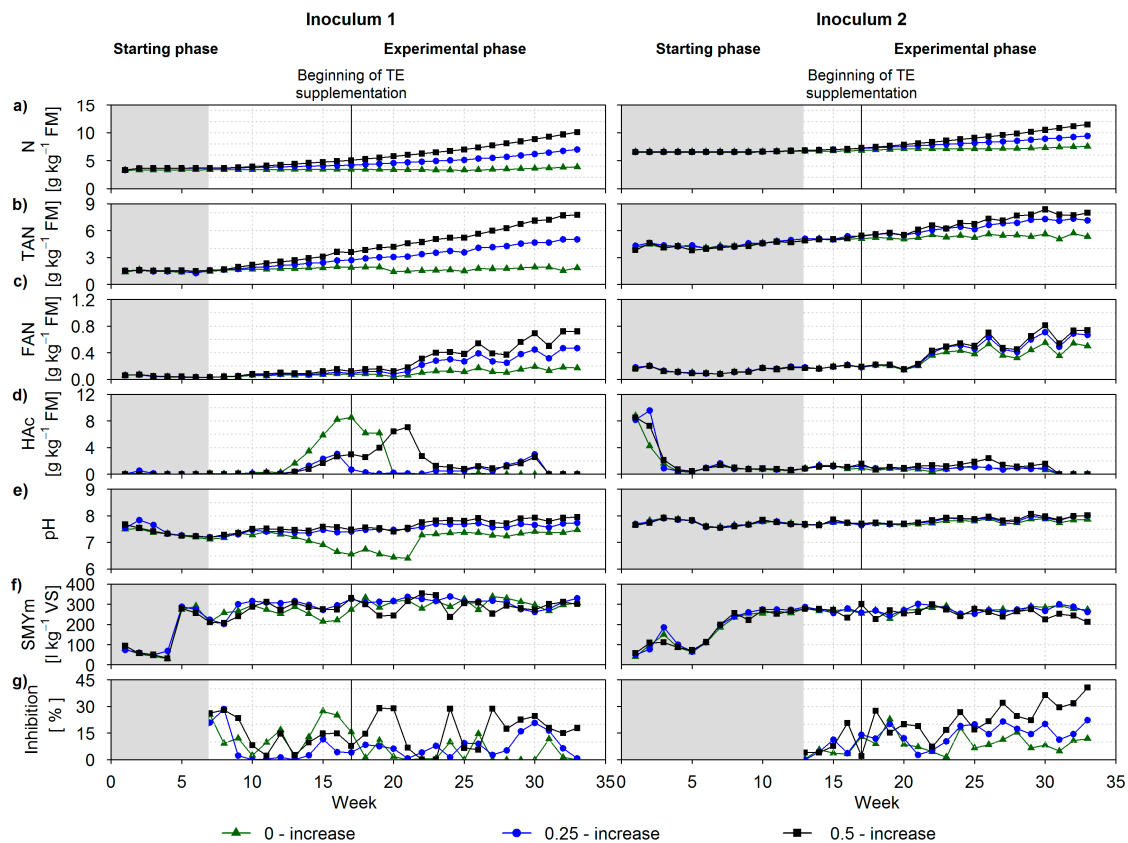 Inoculum 1
Inoculum 2
Starting phase
Experimental phase
Starting phase
Experimental phase
Beginning of TE
supplementation
Beginning of TE
supplementation
a)
N
[g kg⁻¹ FM]
15
10
5
0
b)
TAN
[g kg⁻¹ FM]
9
6
3
0
c)
FAN
[g kg⁻¹ FM]
1.2
0.8
0.4
0.0
d)
HAc
[g kg⁻¹ FM]
12
8
4
0
e)
pH
9
8
7
6
f)
SMYm
[l kg⁻¹ VS]
400
300
200
100
0
g)
Inhibition
[ % ]
45
30
15
0
0 5 10 15 20 25 30 35
0 5 10 15 20 25 30 35
Week
Week
0 - increase
0.25 - increase
0.5 - increase